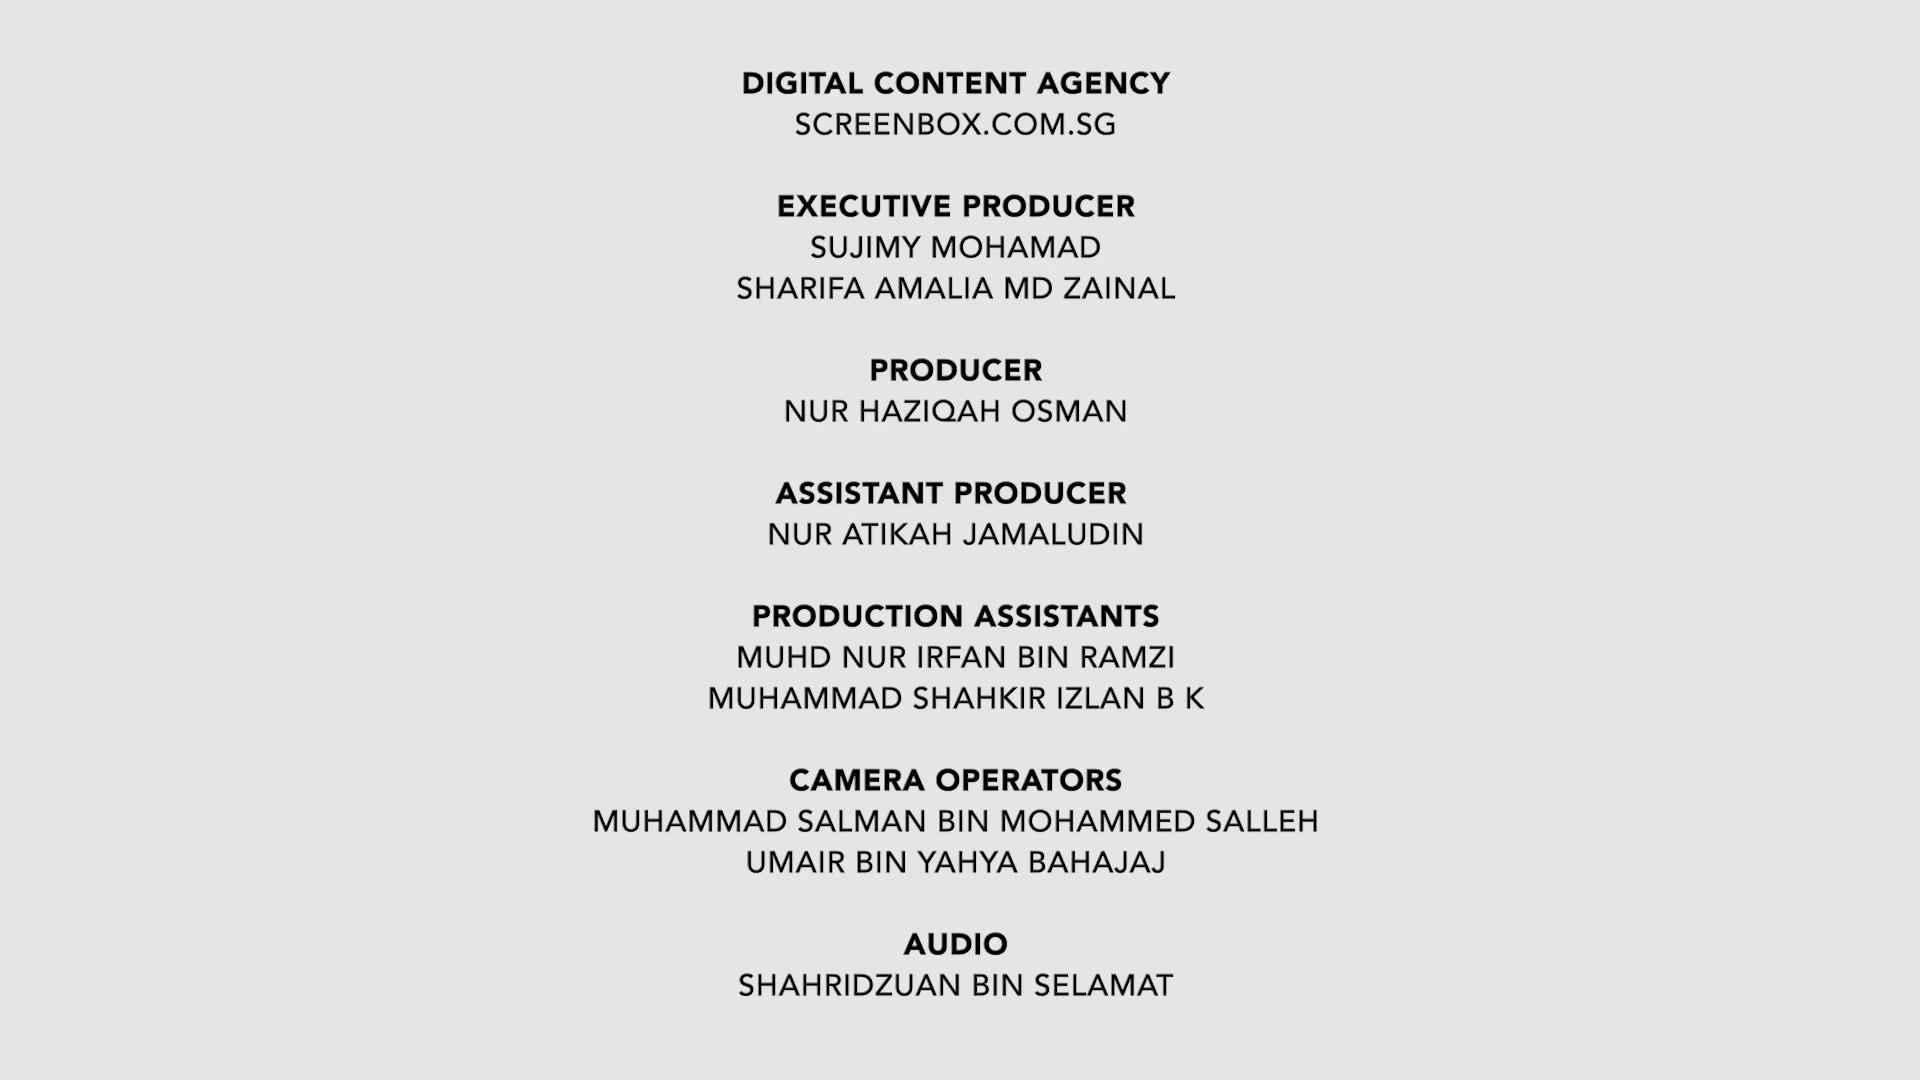 DIGITAL CONTENT AGENCY
SCREENBOX.COM.SG
EXECUTIVE PRODUCER
SUJIMY MOHAMAD
SHARIFA AMALIA MD ZAINAL
PRODUCER
NUR HAZIQAH OSMAN
ASSISTANT PRODUCER
NUR ATIKAH JAMALUDIN
PRODUCTION ASSISTANTS
MUHD NUR IRFAN BIN RAMZI
MUHAMMAD SHAHKIR IZLAN B K
CAMERA OPERATORS
MUHAMMAD SALMAN BIN MOHAMMED SALLEH
UMAIR BIN YAHYA BAHAJAJ
AUDIO
SHAHRIDZUAN BIN SELAMAT